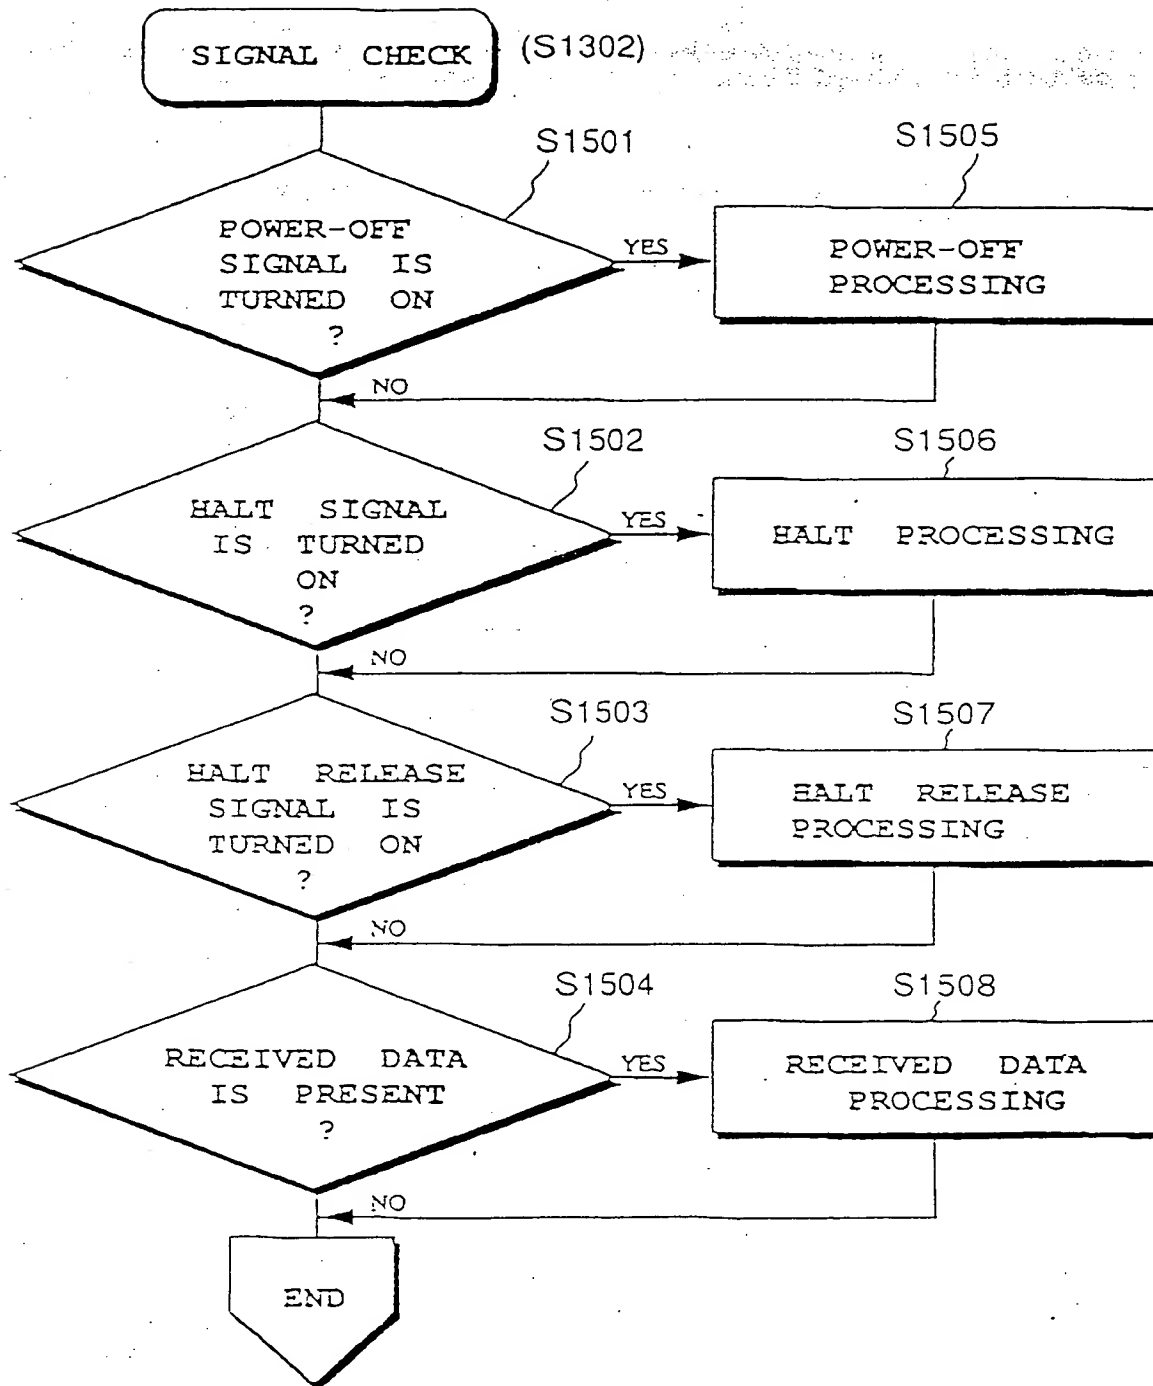 SIGNAL CHECK (S1302)
S1501
POWER-OFF
SIGNAL IS
TURNED ON
?
YES
S1505
POWER-OFF
PROCESSING
NO
S1502
HALT SIGNAL
IS TURNED
ON
?
YES
S1506
HALT PROCESSING
NO
S1503
HALT RELEASE
SIGNAL IS
TURNED ON
?
YES
S1507
HALT RELEASE
PROCESSING
NO
S1504
RECEIVED DATA
IS PRESENT
?
YES
S1508
RECEIVED DATA
PROCESSING
NO
END